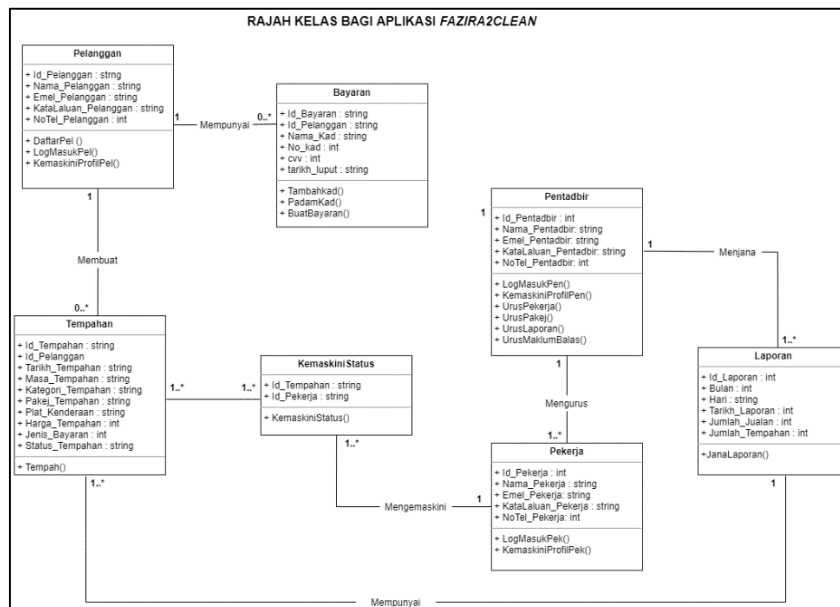 RAJAH KELAS BAGI APLIKASI FAZIRA2CLEAN
Pelanggan
+ Id_Pelanggan : strng
+ Nama_Pelanggan : string
+ Emel_Pelanggan : string
+ KataLaluan_Pelanggan : string
+ NoTel_Pelanggan : int
+ DaftarPel ()
+ LogMasukPel()
+ KemaskiniProfilPel()
1
Mempunyai
0..*
Bayaran
+ Id_Bayaran : string
+ Id_Pelanggan : string
+ Nama_Kad : string
+ No_kad : int
+ cvv : int
+ tarikh_luput : string
+ Tambahkad()
+ PadamKad()
+ BuatBayaran()
1
Membuat
0..*
Tempahan
+ Id_Tempahan : string
+ Id_Pelanggan
+ Tarikh_Tempahan : string
+ Masa_Tempahan : string
+ Kategori_Tempahan : string
+ Pakej_Tempahan : string
+ Plat_Kenderaan : string
+ Harga_Tempahan : int
+ Jenis_Bayaran : int
+ Status_Tempahan : string
+ Tempah()
1..*
1..*
KemaskiniStatus
+ Id_Tempahan : string
+ Id_Pekerja : string
+ KemaskiniStatus()
1..*
Mengemaskini
1
1
Pentadbir
+ Id_Pentadbir : int
+ Nama_Pentadbir: string
+ Emel_Pentadbir: string
+ KataLaluan_Pentadbir: string
+ NoTel_Pentadbir: int
+ LogMasukPen()
+ KemaskiniProfilPen()
+ UrusPekerja()
+ UrusPakej()
+ UrusLaporan()
+ UrusMaklumBalas()
1
Menjana
1..*
1
Mengurus
1..*
Pekerja
+ Id_Pekerja : int
+ Nama_Pekerja : string
+ Emel_Pekerja: string
+ KataLaluan_Pekerja : string
+ NoTel_Pekerja: int
+ LogMasukPek()
+ KemaskiniProfilPek()
Laporan
+ Id_Laporan : int
+ Bulan : int
+ Hari : string
+ Tarikh_Laporan : int
+ Jumlah_Jualan : int
+ Jumlah_Tempahan : int
+JanaLaporan()
1
1..*
Mempunyai